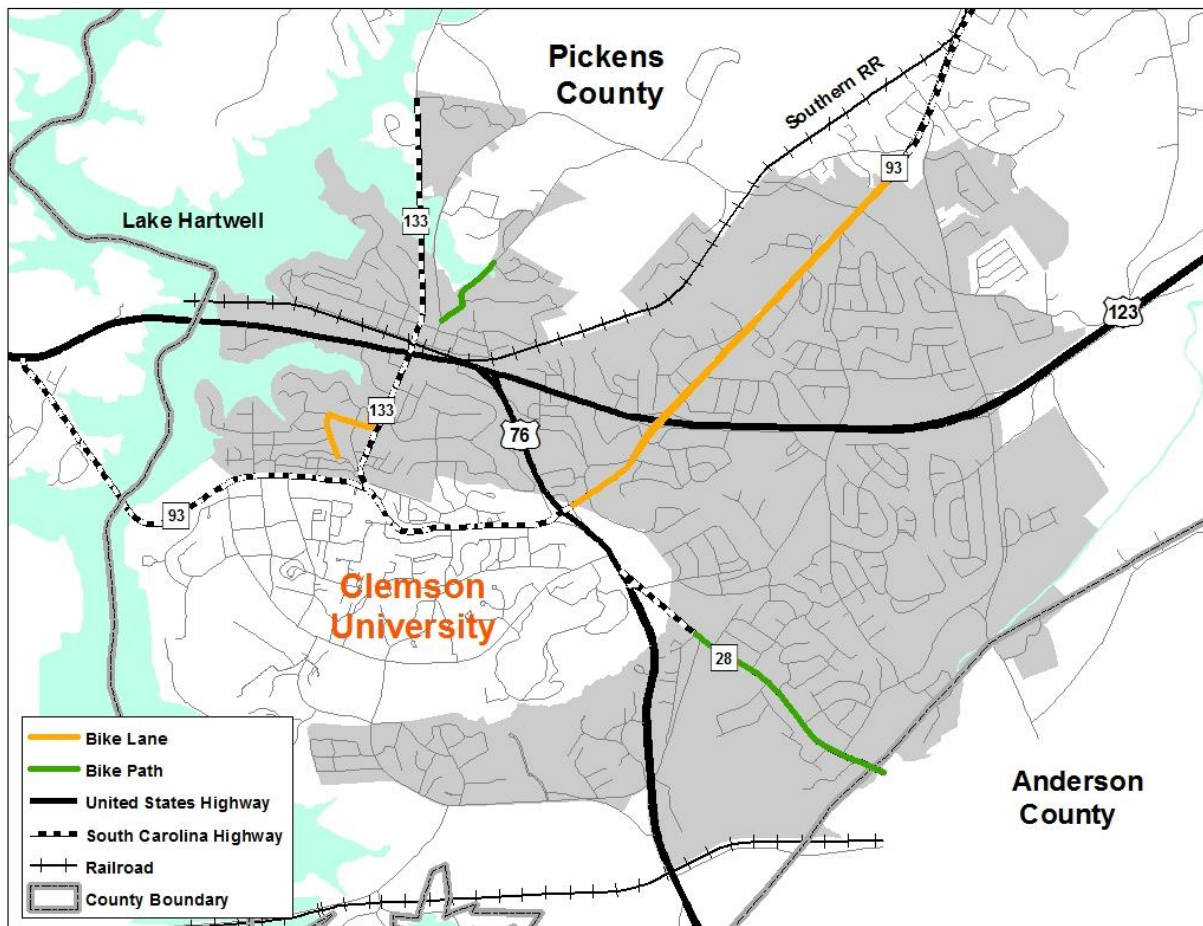 Pickens
County
Southern RR
93
Lake Hartwell
133
123
133
76
93
Clemson
University
28
Anderson
County
Bike Lane
Bike Path
United States Highway
South Carolina Highway
Railroad
County Boundary